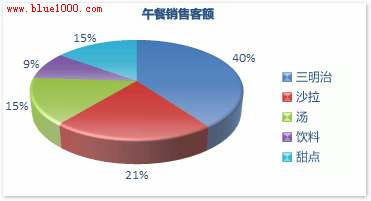 www.blue1000.com
午餐销售客额
15%
40%
9%
15%
21%
三明治
沙拉
汤
饮料
甜点